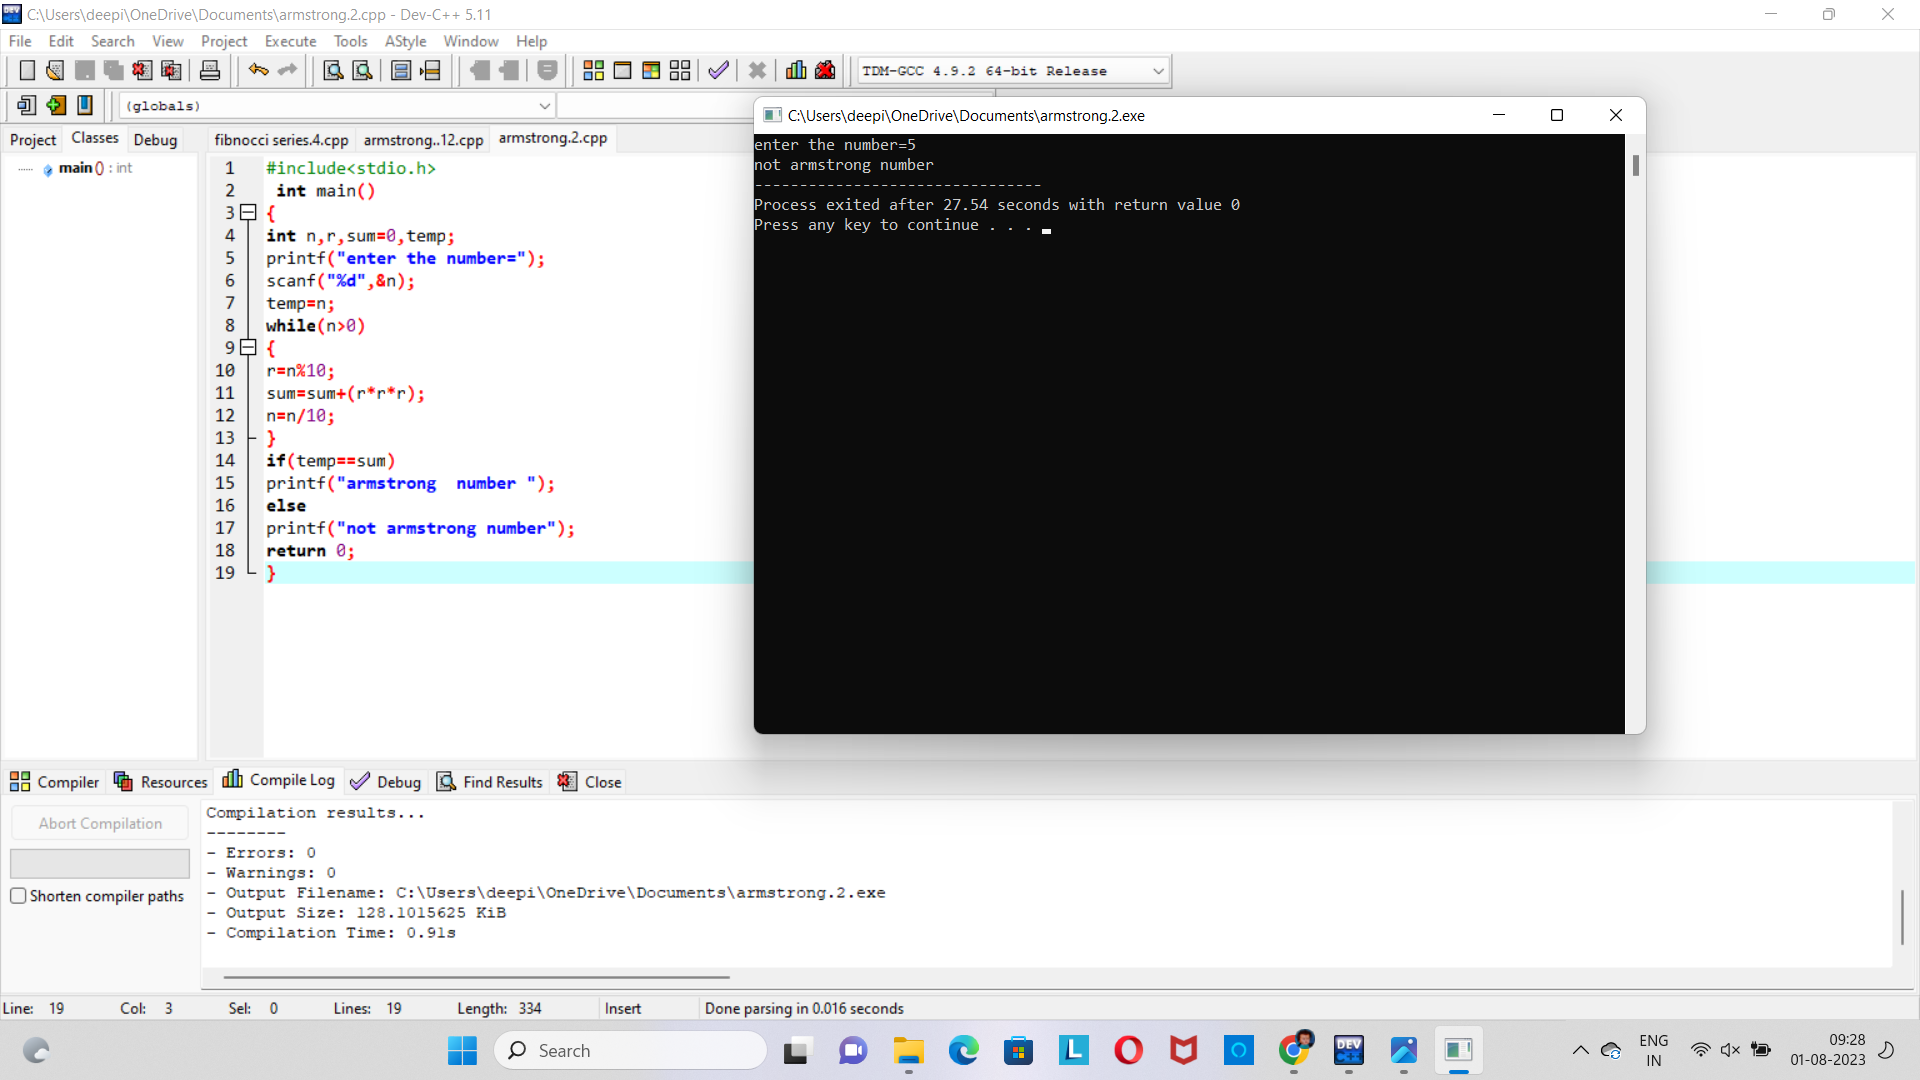 C:\Users\deepi\OneDrive\Documents\armstrong.2.cpp - Dev-C++ 5.11
File Edit Search View Project Execute Tools AStyle Window Help
TDM-GCC 4.9.2 64-bit Release
(globals)
Project Classes Debug
fibnocci series.4.cpp armstrong..12.cpp armstrong.2.cpp
main () : int
1 #include<stdio.h>
2 int main()
3 {
4 int n,r,sum=0,temp;
5 printf("enter the number=");
6 scanf("%d",&n);
7 temp=n;
8 while(n>0)
9 {
10 r=n%10;
11 sum=sum+(r*r*r);
12 n=n/10;
13 }
14 if(temp==sum)
15 printf("armstrong  number ");
16 else
17 printf("not armstrong number");
18 return 0;
19 }
C:\Users\deepi\OneDrive\Documents\armstrong.2.exe
enter the number=5
not armstrong number
--------------------------------
Process exited after 27.54 seconds with return value 0
Press any key to continue . . .
Compiler Resources Compile Log Debug Find Results Close
Abort Compilation
Shorten compiler paths
Compilation results...
--------
- Errors: 0
- Warnings: 0
- Output Filename: C:\Users\deepi\OneDrive\Documents\armstrong.2.exe
- Output Size: 128.1015625 KiB
- Compilation Time: 0.91s
Line: 19 Col: 3 Sel: 0 Lines: 19 Length: 334 Insert Done parsing in 0.016 seconds
Search
DEV C++
ENG
IN
09:28
01-08-2023